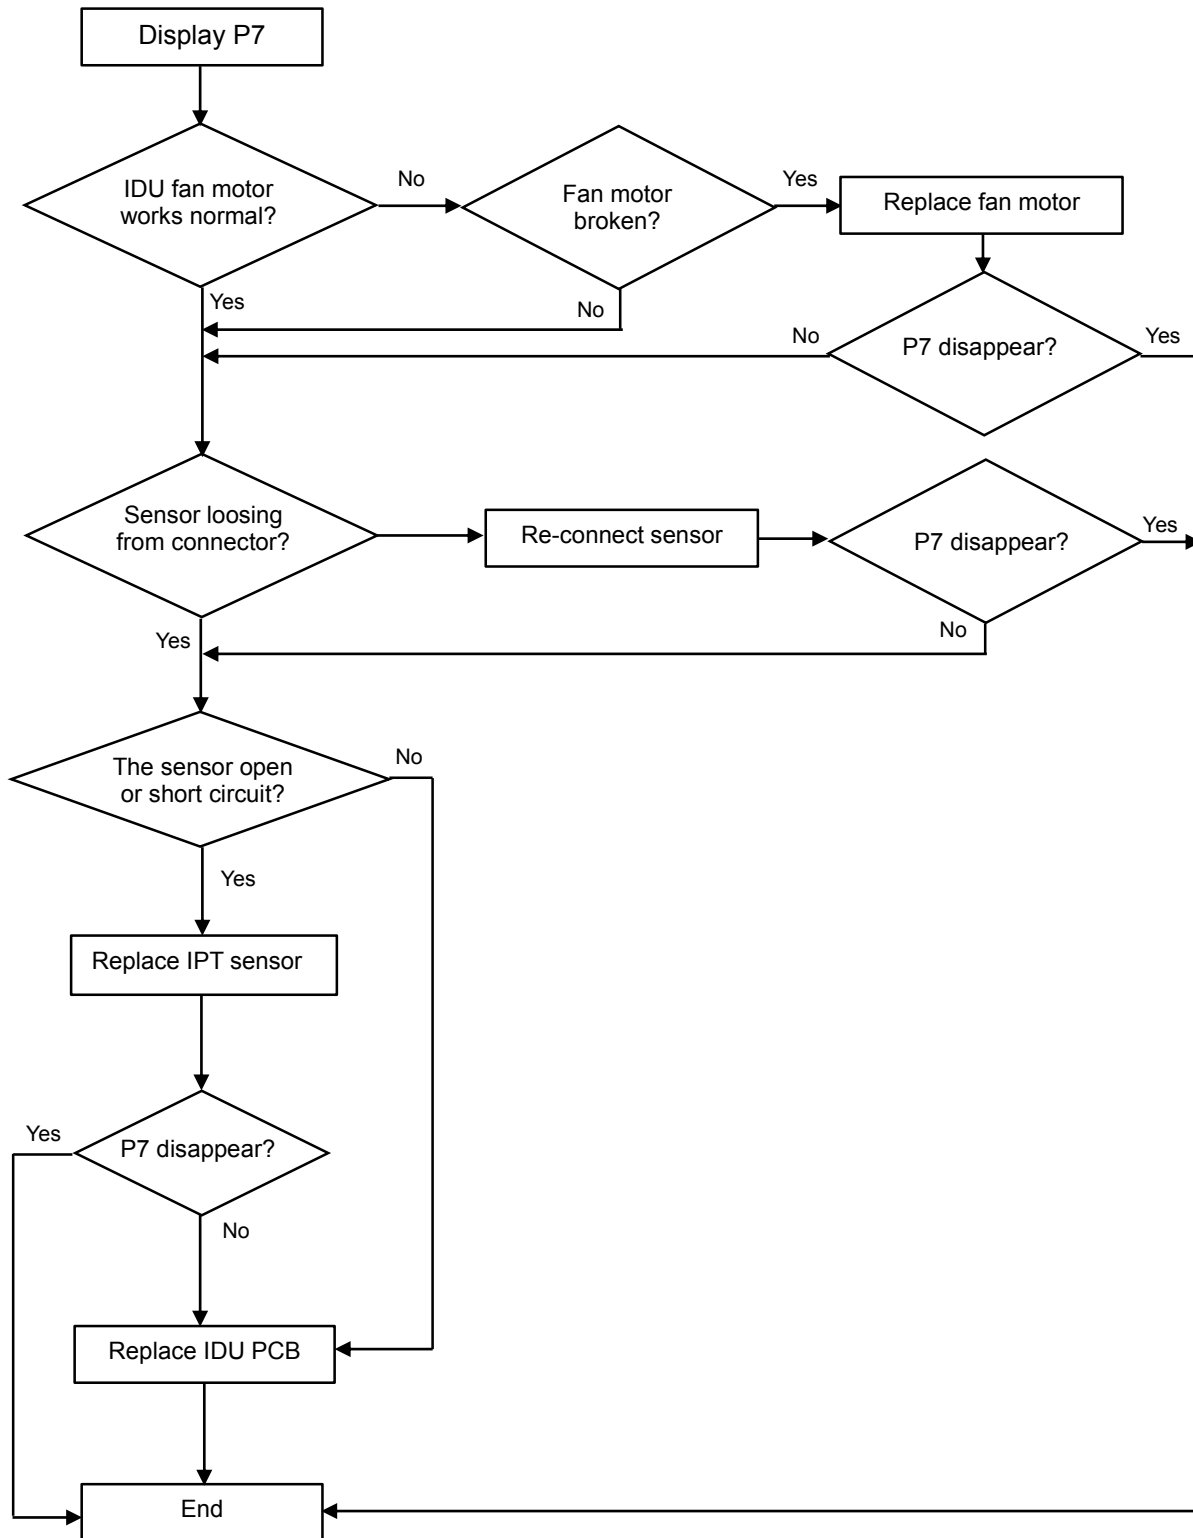 Display P7
IDU fan motor
works normal?
No
Fan motor
broken?
Yes
Replace fan motor
Yes
No
No
P7 disappear?
Yes
Sensor loosing
from connector?
Re-connect sensor
P7 disappear?
Yes
Yes
No
The sensor open
or short circuit?
No
Yes
Replace IPT sensor
Yes
P7 disappear?
No
Replace IDU PCB
End